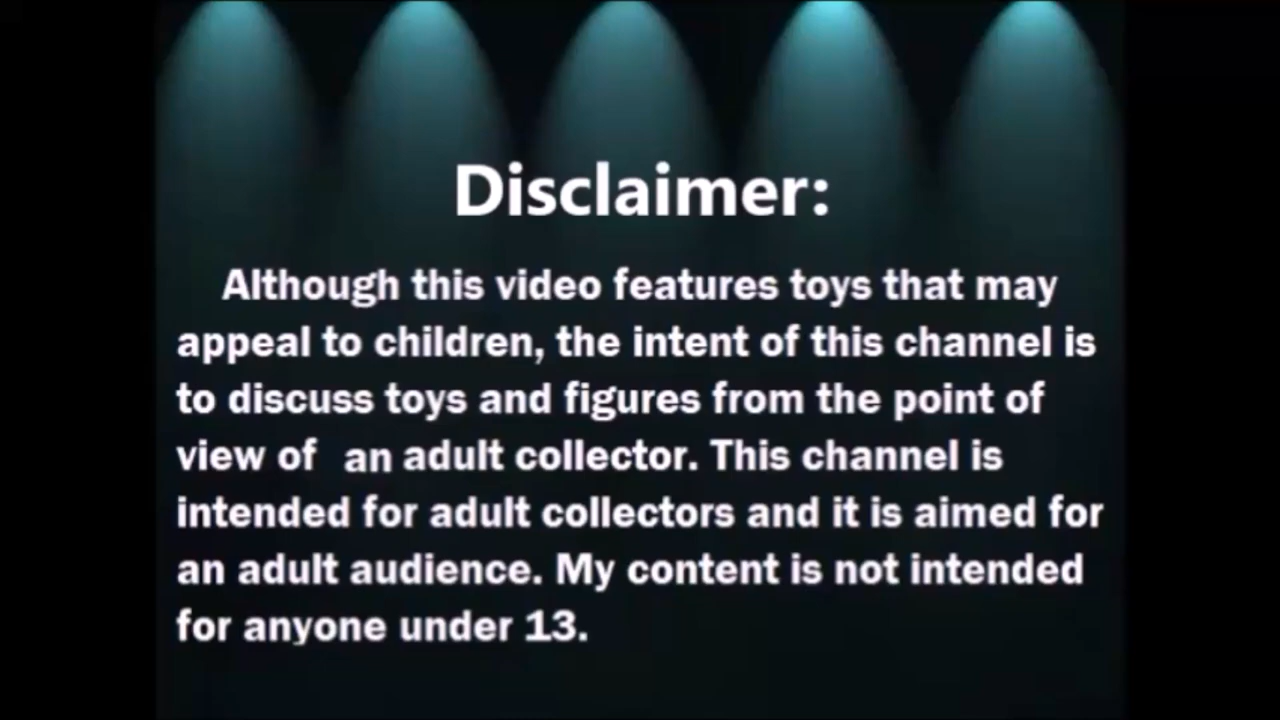 Disclaimer:
Although this video features toys that may
appeal to children, the intent of this channel is
to discuss toys and figures from the point of
view of an adult collector. This channel is
intended for adult collectors and it is aimed for
an adult audience. My content is not intended
for anyone under 13.